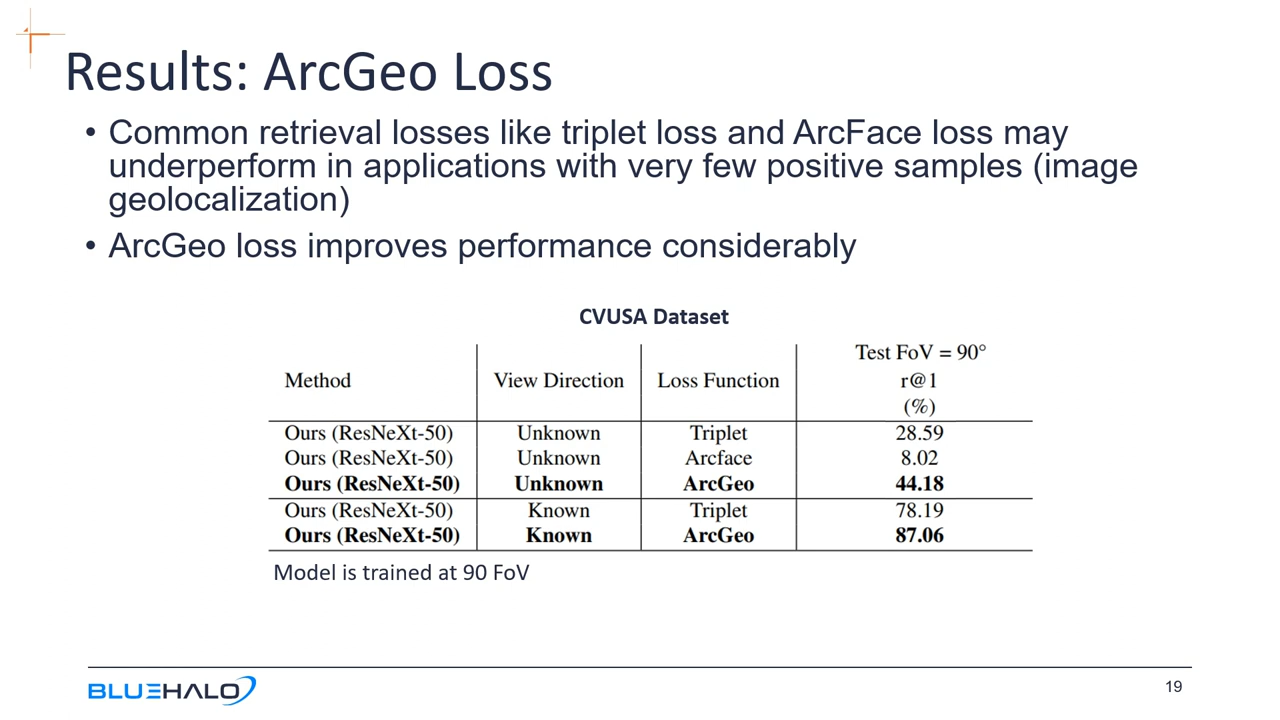 Results: ArcGeo Loss
• Common retrieval losses like triplet loss and ArcFace loss may
underperform in applications with very few positive samples (image
geolocalization)
• ArcGeo loss improves performance considerably
CVUSA Dataset
Test FoV = 90°
Method View Direction Loss Function r@1
(%)
Ours (ResNeXt-50) Unknown Triplet 28.59
Ours (ResNeXt-50) Unknown Arcface 8.02
Ours (ResNeXt-50) Unknown ArcGeo 44.18
Ours (ResNeXt-50) Known Triplet 78.19
Ours (ResNeXt-50) Known ArcGeo 87.06
Model is trained at 90 FoV
BLUEHALO
19